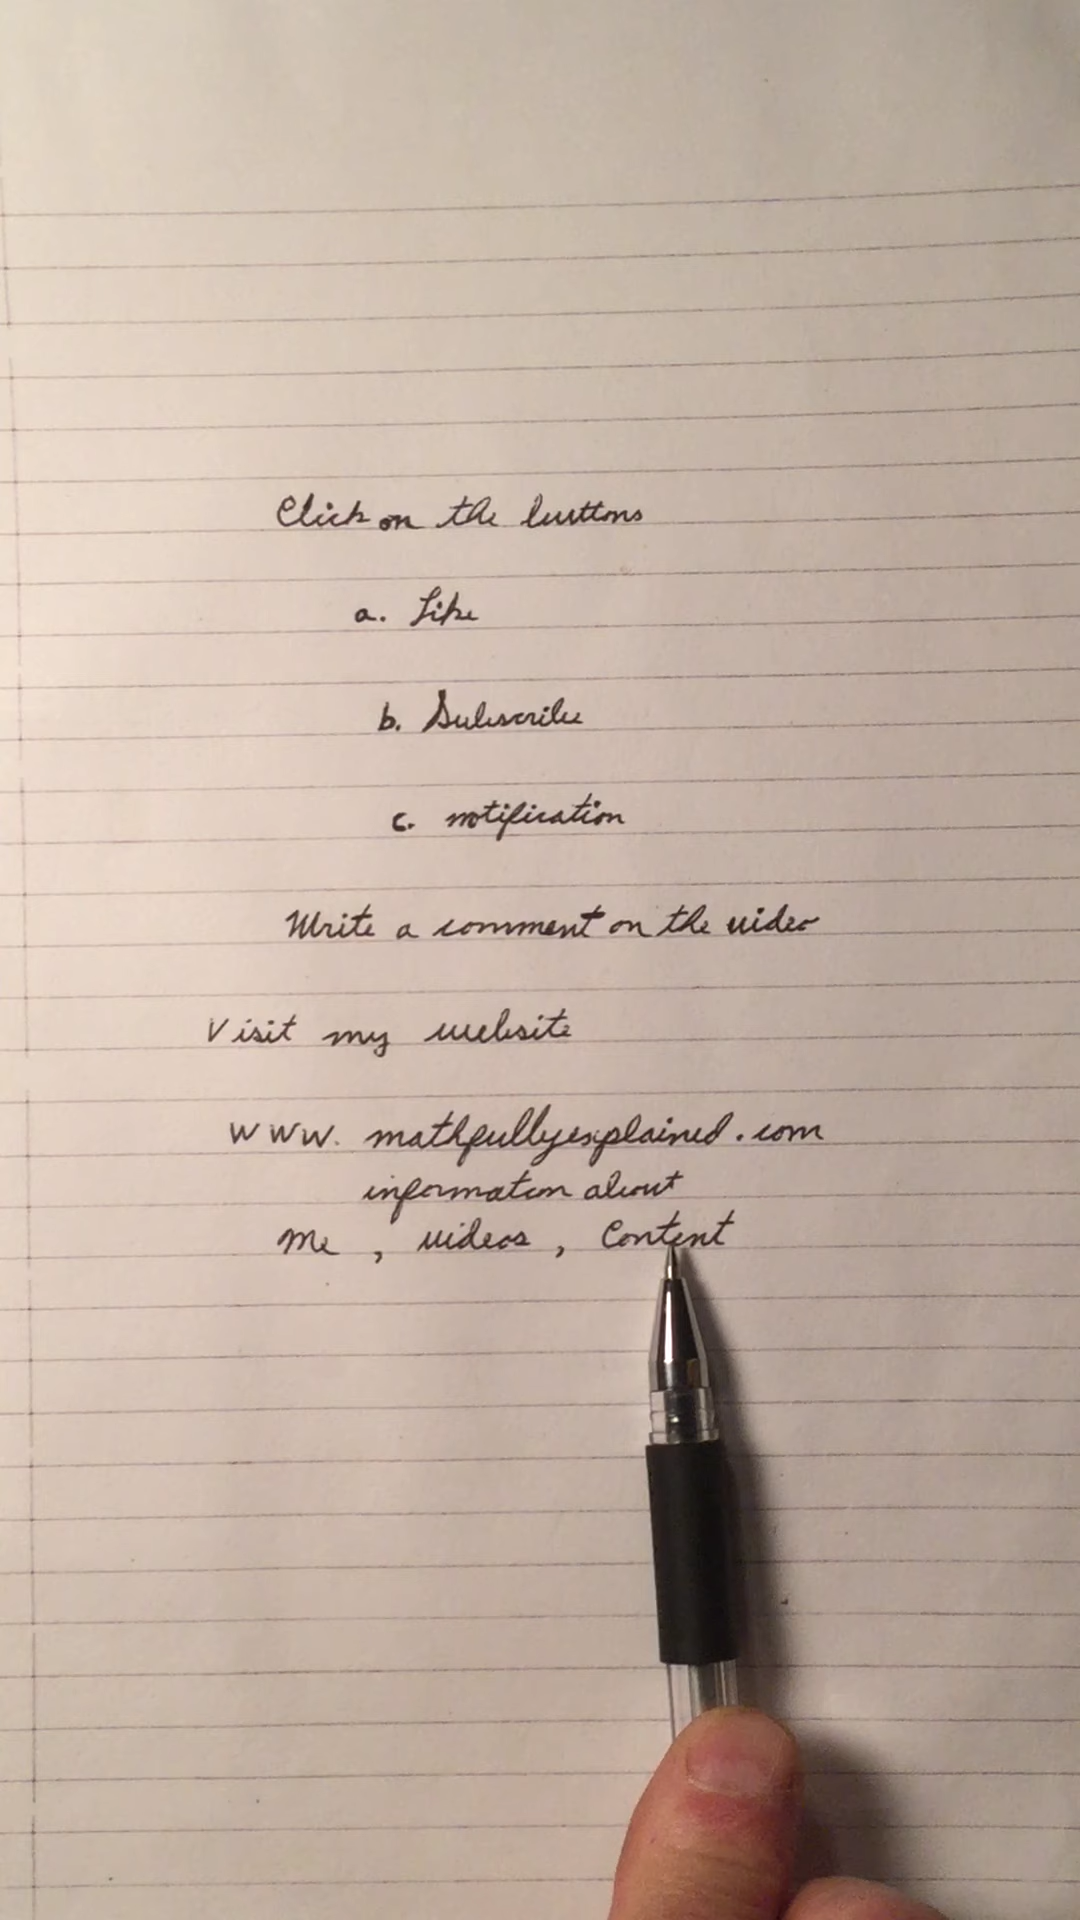 Click on the buttons
a. Like
b. Subscribe
c. notification
Write a comment on the video
Visit my website
www.mathfullyexplained.com
information about
Me, videos, Content